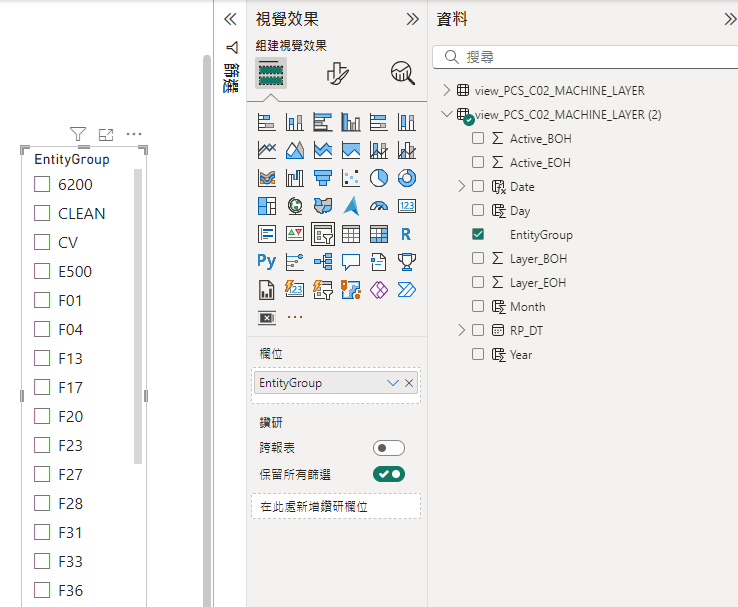 EntityGroup
6200
CLEAN
CV
E500
F01
F04
F13
F17
F20
F23
F27
F28
F31
F33
F36
篩選
視覺效果
組建視覺效果
123
R
Py
123
欄位
EntityGroup
鑽研
跨報表
保留所有篩選
在此處新增鑽研欄位
資料
搜尋
view_PCS_C02_MACHINE_LAYER
view_PCS_C02_MACHINE_LAYER (2)
Active_BOH
Active_EOH
Date
Day
EntityGroup
Layer_BOH
Layer_EOH
Month
RP_DT
Year